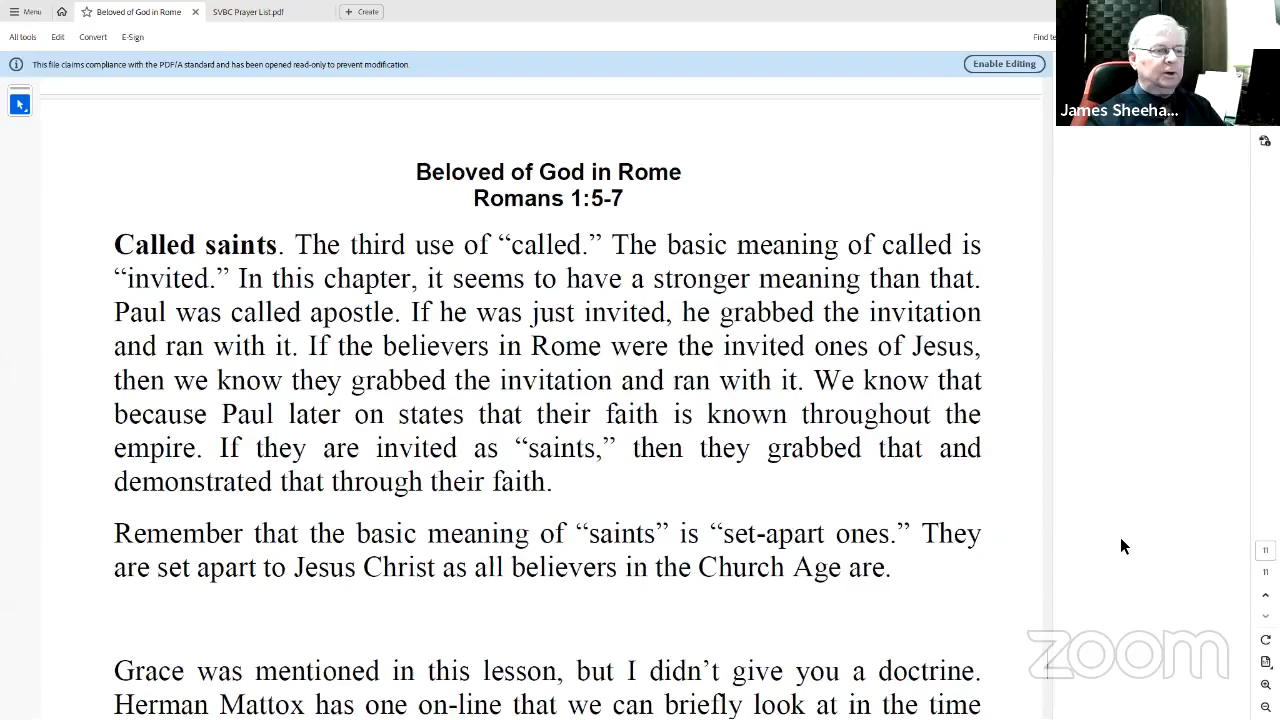 Menu
Beloved of God in Rome
SVBC Prayer List.pdf
+ Create
All tools Edit Convert E-Sign
Find te
This file claims compliance with the PDF/A standard and has been opened read-only to prevent modification.
Enable Editing
James Sheeha...
Beloved of God in Rome
Romans 1:5-7
Called saints. The third use of “called.” The basic meaning of called is
“invited.” In this chapter, it seems to have a stronger meaning than that.
Paul was called apostle. If he was just invited, he grabbed the invitation
and ran with it. If the believers in Rome were the invited ones of Jesus,
then we know they grabbed the invitation and ran with it. We know that
because Paul later on states that their faith is known throughout the
empire. If they are invited as “saints,” then they grabbed that and
demonstrated that through their faith.
Remember that the basic meaning of “saints” is “set-apart ones.” They
are set apart to Jesus Christ as all believers in the Church Age are.
11
11
zoom
Grace was mentioned in this lesson, but I didn’t give you a doctrine.
Herman Mattox has one on-line that we can briefly look at in the time